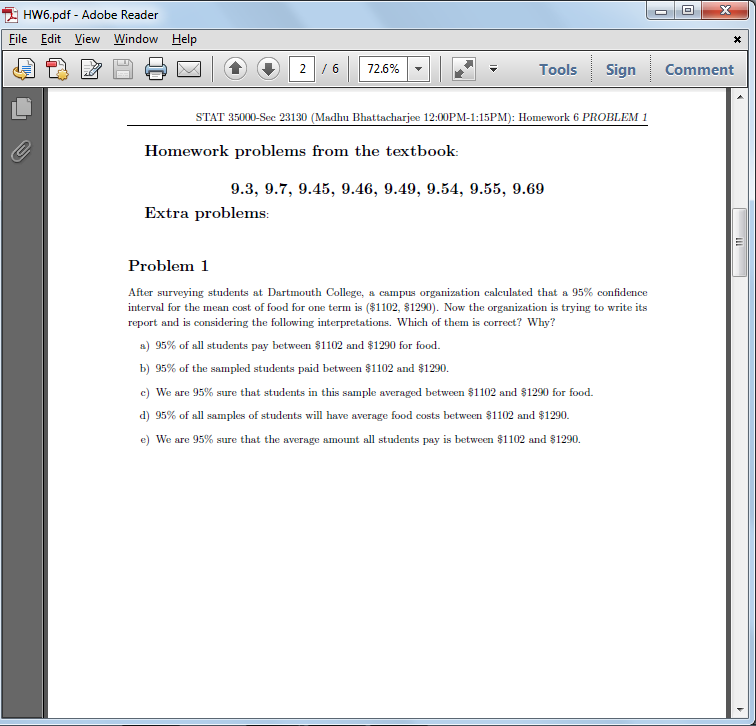 HW6.pdf - Adobe Reader
File Edit View Window Help
2 / 6 72.6% Tools Sign Comment
STAT 35000-Sec 23130 (Madhu Bhattacharjee 12:00PM-1:15PM): Homework 6 PROBLEM 1
Homework problems from the textbook:
9.3, 9.7, 9.45, 9.46, 9.49, 9.54, 9.55, 9.69
Extra problems:
Problem 1
After surveying students at Dartmouth College, a campus organization calculated that a 95% confidence
interval for the mean cost of food for one term is ($1102, $1290). Now the organization is trying to write its
report and is considering the following interpretations. Which of them is correct? Why?
a) 95% of all students pay between $1102 and $1290 for food.
b) 95% of the sampled students paid between $1102 and $1290.
c) We are 95% sure that students in this sample averaged between $1102 and $1290 for food.
d) 95% of all samples of students will have average food costs between $1102 and $1290.
e) We are 95% sure that the average amount all students pay is between $1102 and $1290.